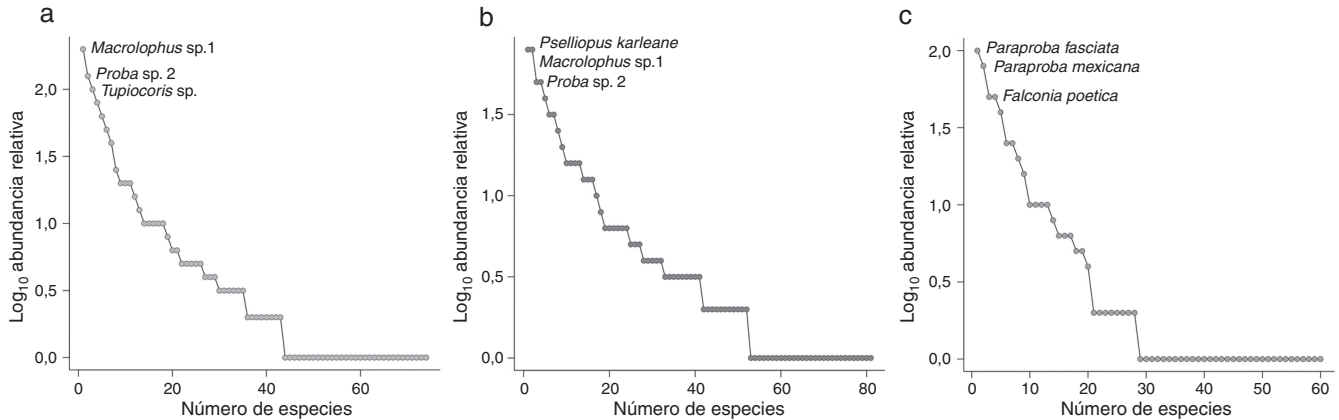 a
Macrolophus sp.1
Proba sp. 2
Tupiocoris sp.
2,0
1,5
1,0
0,5
0,0
Log10 abundancia relativa
0
20
40
60
Número de especies
b
Pselliopus karleane
Macrolophus sp.1
Proba sp. 2
1,5
1,0
0,5
0,0
Log10 abundancia relativa
0
20
40
60
80
Número de especies
c
Paraproba fasciata
Paraproba mexicana
Falconia poetica
2,0
1,5
1,0
0,5
0,0
Log10 abundancia relativa
0
10
20
30
40
50
60
Número de especies